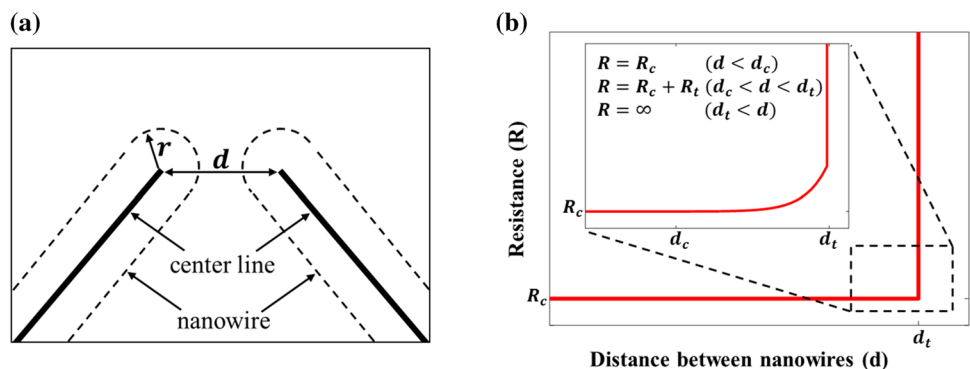 (a)
r
d
center line
nanowire
(b)
R = R_c (d < d_c)
R = R_c + R_t (d_c < d < d_t)
R = ∞ (d_t < d)
R_c
d_c
d_t
Resistance (R)
R_c
d_t
Distance between nanowires (d)